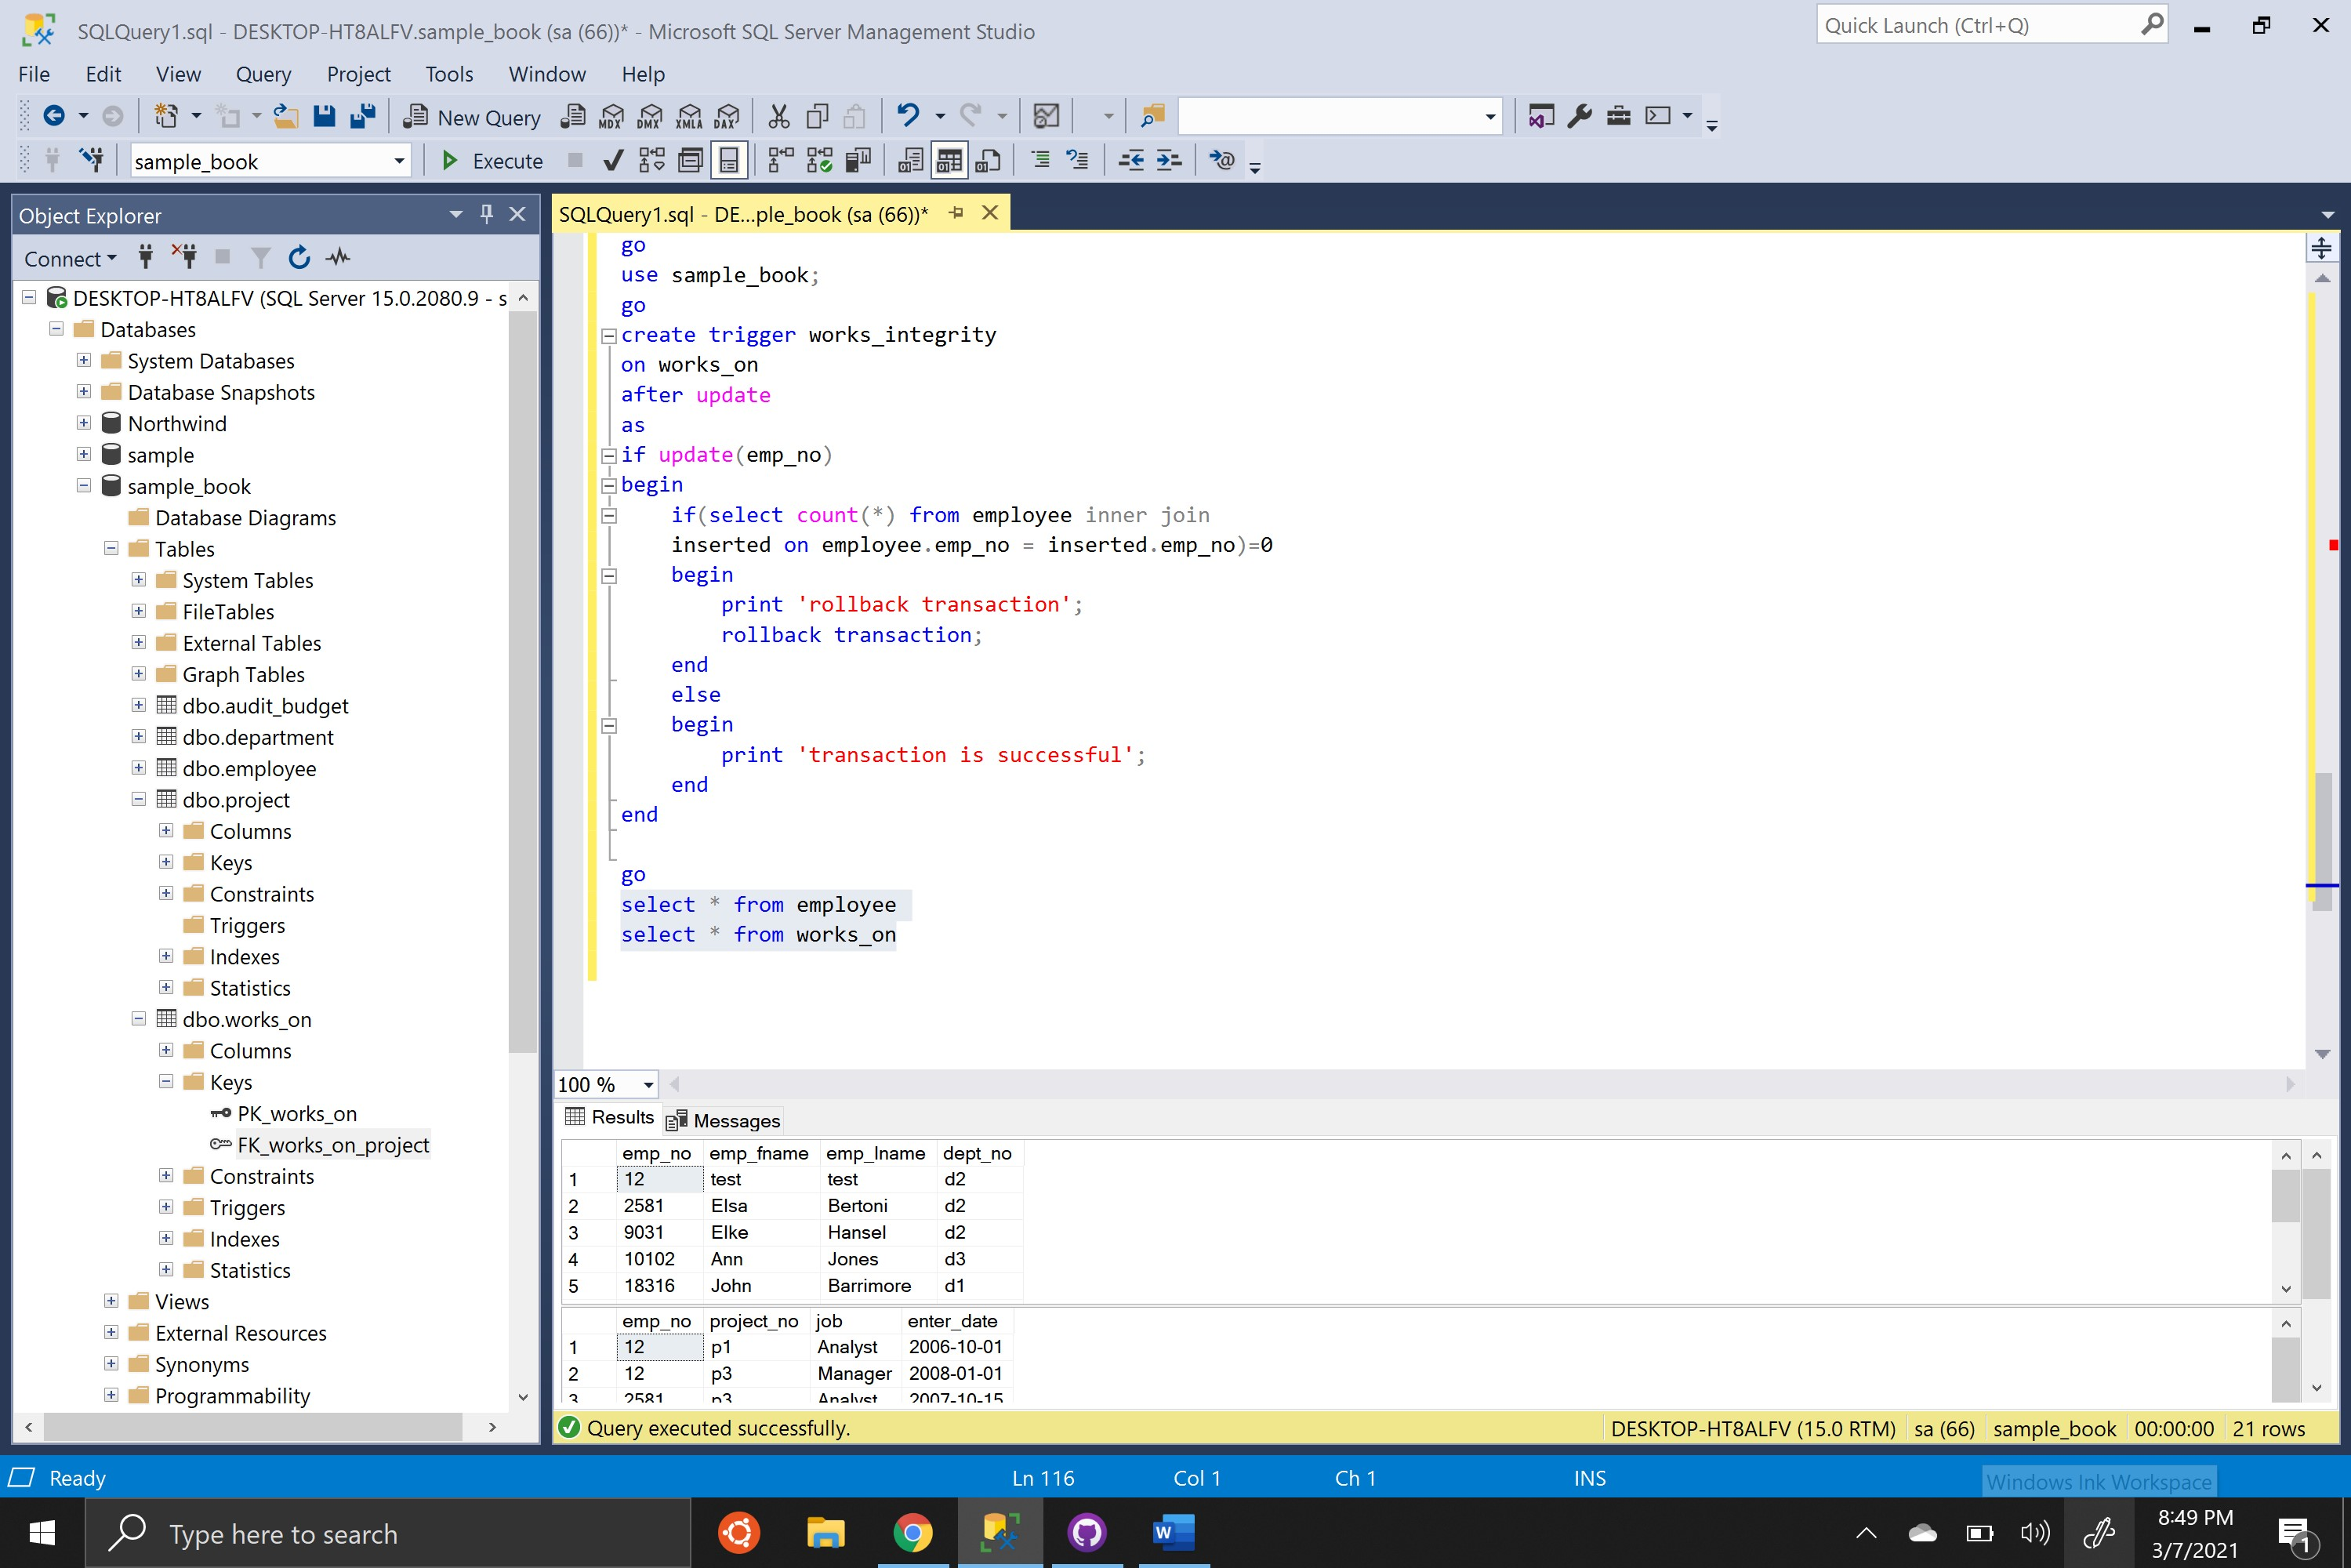 SQLQuery1.sql - DESKTOP-HT8ALFV.sample_book (sa (66))* - Microsoft SQL Server Management Studio
Quick Launch (Ctrl+Q)
File Edit View Query Project Tools Window Help
New Query MDX DMX XMLA DAX
sample_book Execute
Object Explorer
Connect
DESKTOP-HT8ALFV (SQL Server 15.0.2080.9 - s
Databases
System Databases
Database Snapshots
Northwind
sample
sample_book
Database Diagrams
Tables
System Tables
FileTables
External Tables
Graph Tables
dbo.audit_budget
dbo.department
dbo.employee
dbo.project
Columns
Keys
Constraints
Triggers
Indexes
Statistics
dbo.works_on
Columns
Keys
PK_works_on
FK_works_on_project
Constraints
Triggers
Indexes
Statistics
Views
External Resources
Synonyms
Programmability
SQLQuery1.sql - DE...ple_book (sa (66))*
go
use sample_book;
go
create trigger works_integrity
on works_on
after update
as
if update(emp_no)
begin
if(select count(*) from employee inner join
inserted on employee.emp_no = inserted.emp_no)=0
begin
print 'rollback transaction';
rollback transaction;
end
else
begin
print 'transaction is successful';
end
end
go
select * from employee
select * from works_on
100 %
Results Messages
emp_no emp_fname emp_lname dept_no
1 12 test test d2
2 2581 Elsa Bertoni d2
3 9031 Elke Hansel d2
4 10102 Ann Jones d3
5 18316 John Barrimore d1
emp_no project_no job enter_date
1 12 p1 Analyst 2006-10-01
2 12 p3 Manager 2008-01-01
3 2581 p3 Analyst 2007-10-15
Query executed successfully. DESKTOP-HT8ALFV (15.0 RTM) sa (66) sample_book 00:00:00 21 rows
Ready Ln 116 Col 1 Ch 1 INS
Windows Ink Workspace
Type here to search
W
8:49 PM
3/7/2021
1